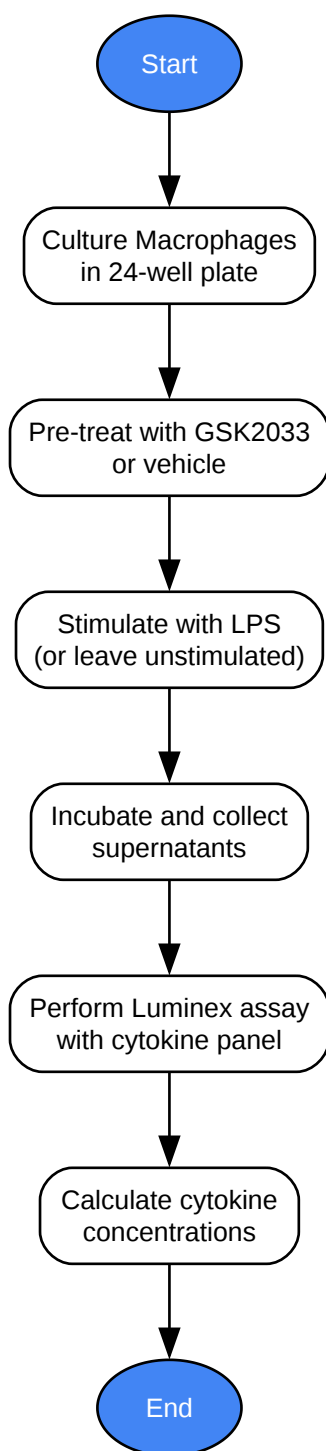 Start
Culture Macrophages
in 24-well plate
Pre-treat with GSK2033
or vehicle
Stimulate with LPS
(or leave unstimulated)
Incubate and collect
supernatants
Perform Luminex assay
with cytokine panel
Calculate cytokine
concentrations
End